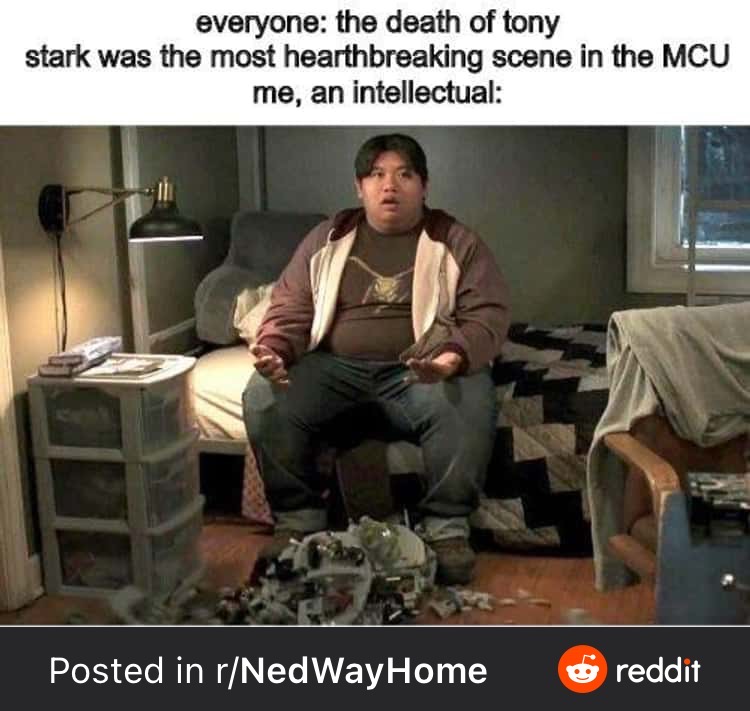 everyone: the death of tony
stark was the most hearthbreaking scene in the MCU
me, an intellectual:
Posted in r/NedWayHome
reddit